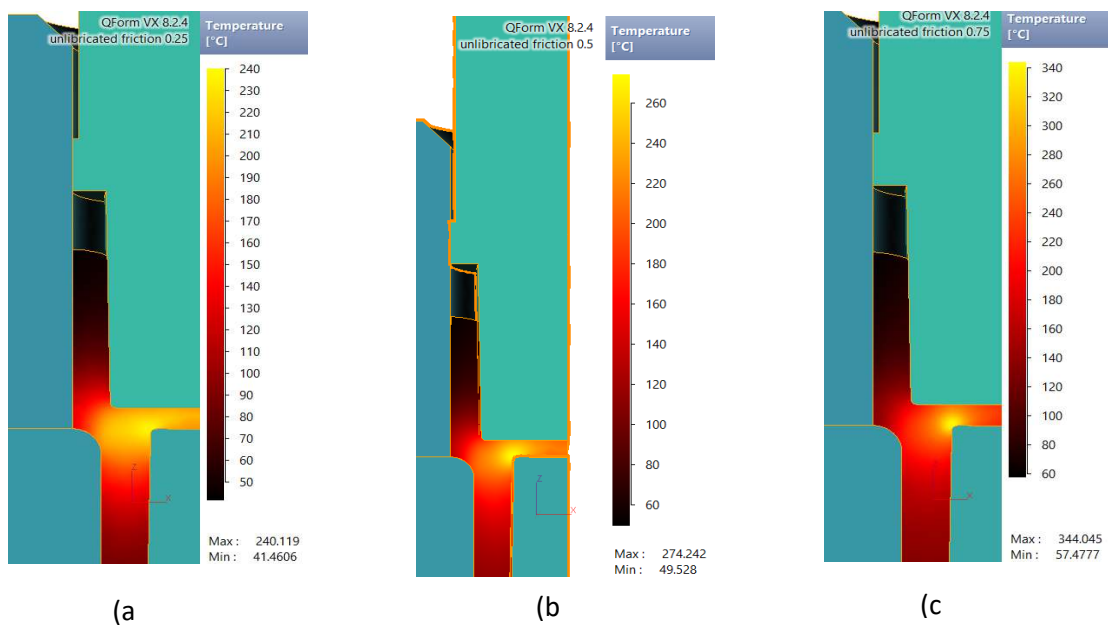 QForm VX 8.2.4
unlibricated friction 0.25
Temperature
[°C]
240
230
220
210
200
190
180
170
160
150
140
130
120
110
100
90
80
70
60
50
Z
X
Max : 240.119
Min : 41.4606
(a
QForm VX 8.2.4
unlibricated friction 0.5
Temperature
[°C]
260
240
220
200
180
160
140
120
100
80
60
Z
X
Max : 274.242
Min : 49.528
(b
QForm VX 8.2.4
unlibricated friction 0.75
Temperature
[°C]
340
320
300
280
260
240
220
200
180
160
140
120
100
80
60
X
Max : 344.045
Min : 57.4777
(c